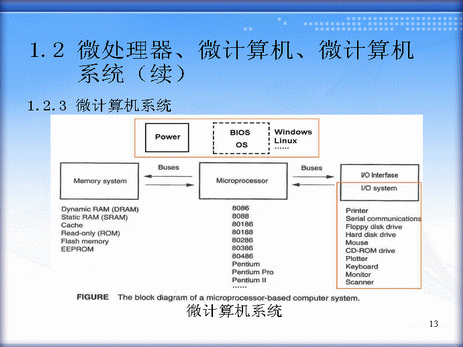 1.2 微处理器、微计算机、微计算机
系统（续）
1.2.3 微计算机系统
Power
BIOS
OS
Windows
Linux
······
Buses
Buses
Memory system
Microprocessor
I/O Interface
I/O system
Dynamic RAM (DRAM)
Static RAM (SRAM)
Cache
Read-only (ROM)
Flash memory
EEPROM
8086
8088
80186
80188
80286
80386
80486
Pentium
Pentium Pro
Pentium II
······
Printer
Serial communications
Floppy disk drive
Hard disk drive
Mouse
CD-ROM drive
Plotter
Keyboard
Monitor
Scanner
FIGURE The block diagram of a microprocessor-based computer system.
微计算机系统
13